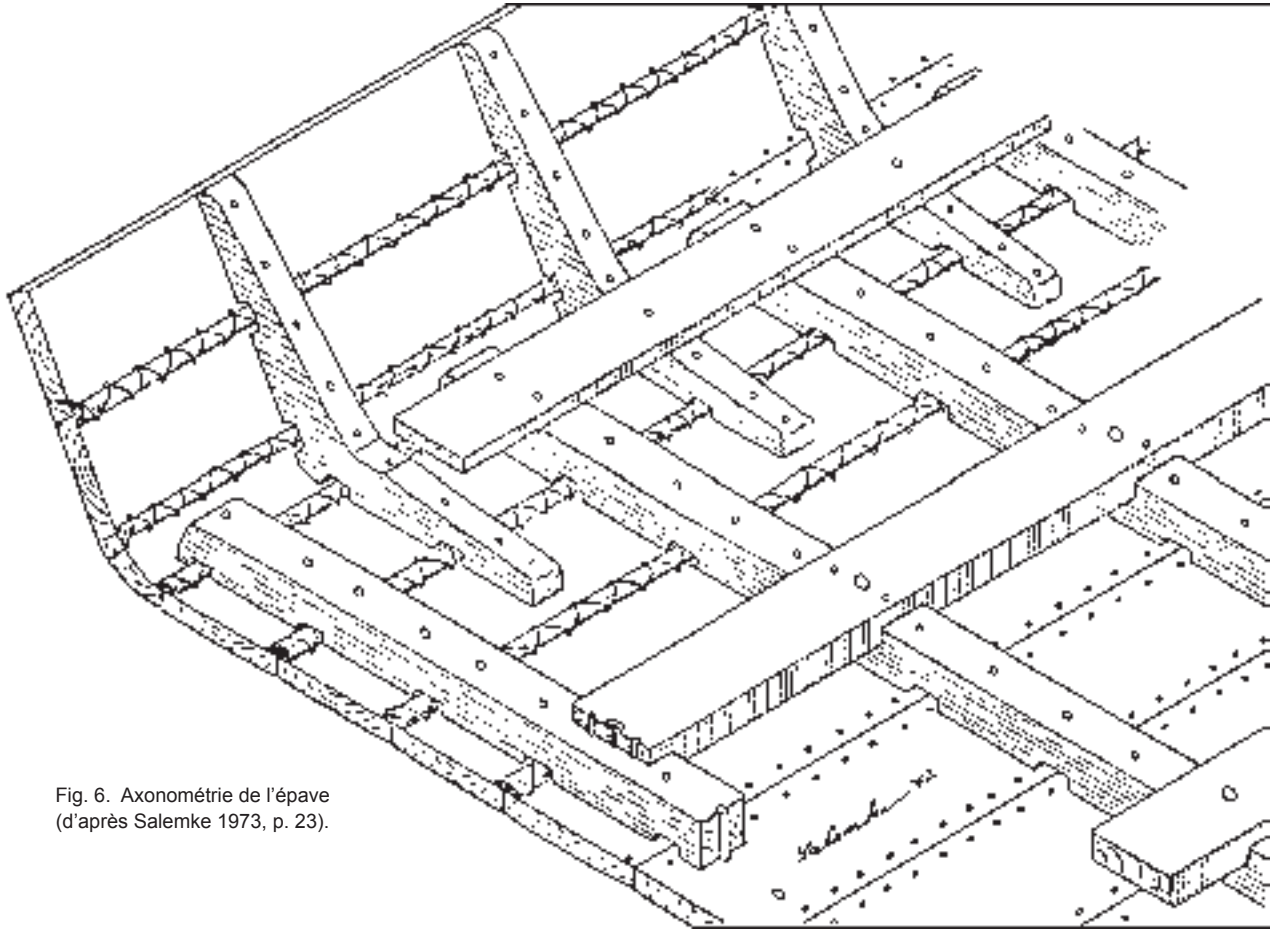 Fig. 6. Axonométrie de l’épave
(d’après Salemke 1973, p. 23).